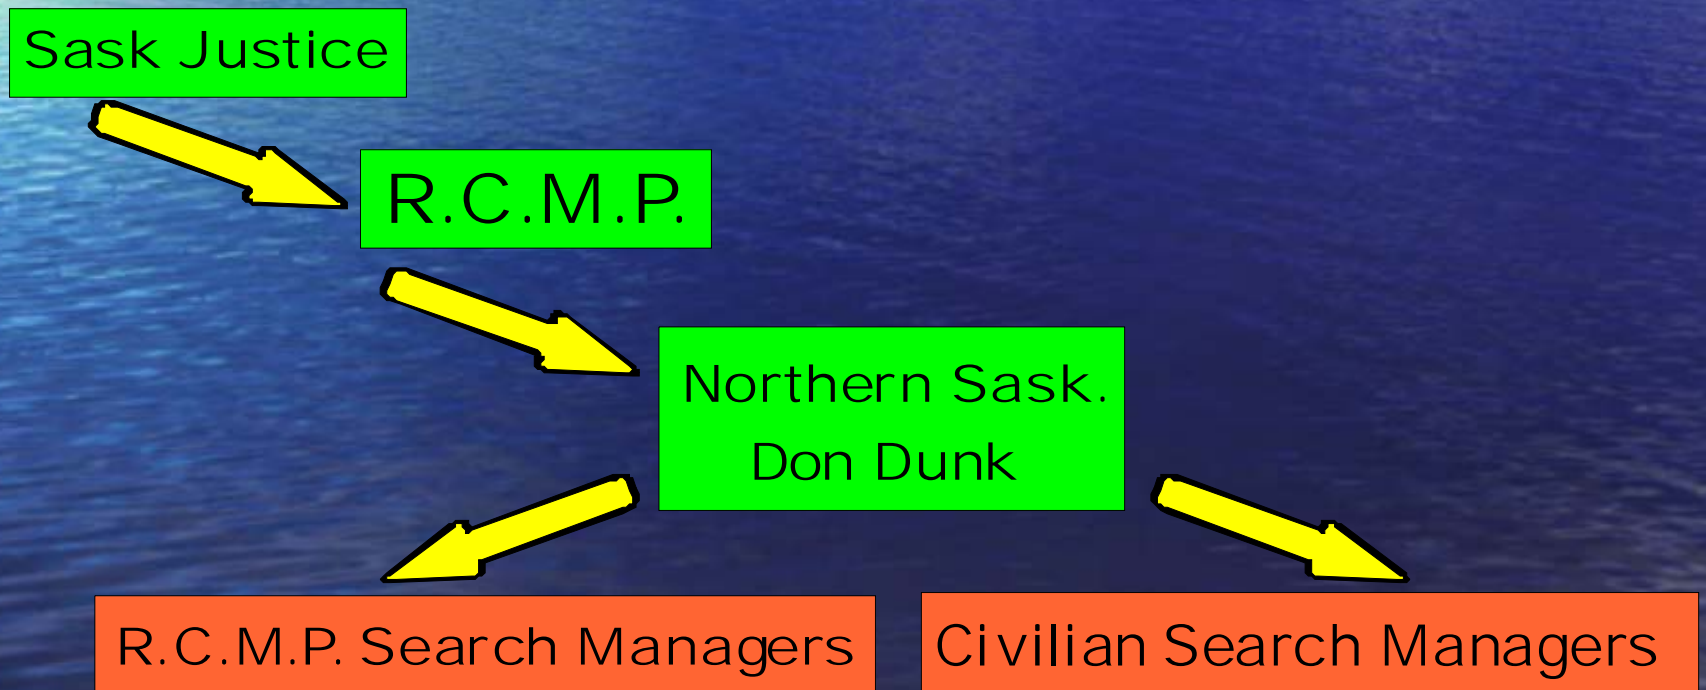 Sask Justice
R.C.M.P.
Northern Sask.
Don Dunk
R.C.M.P. Search Managers
Civilian Search Managers